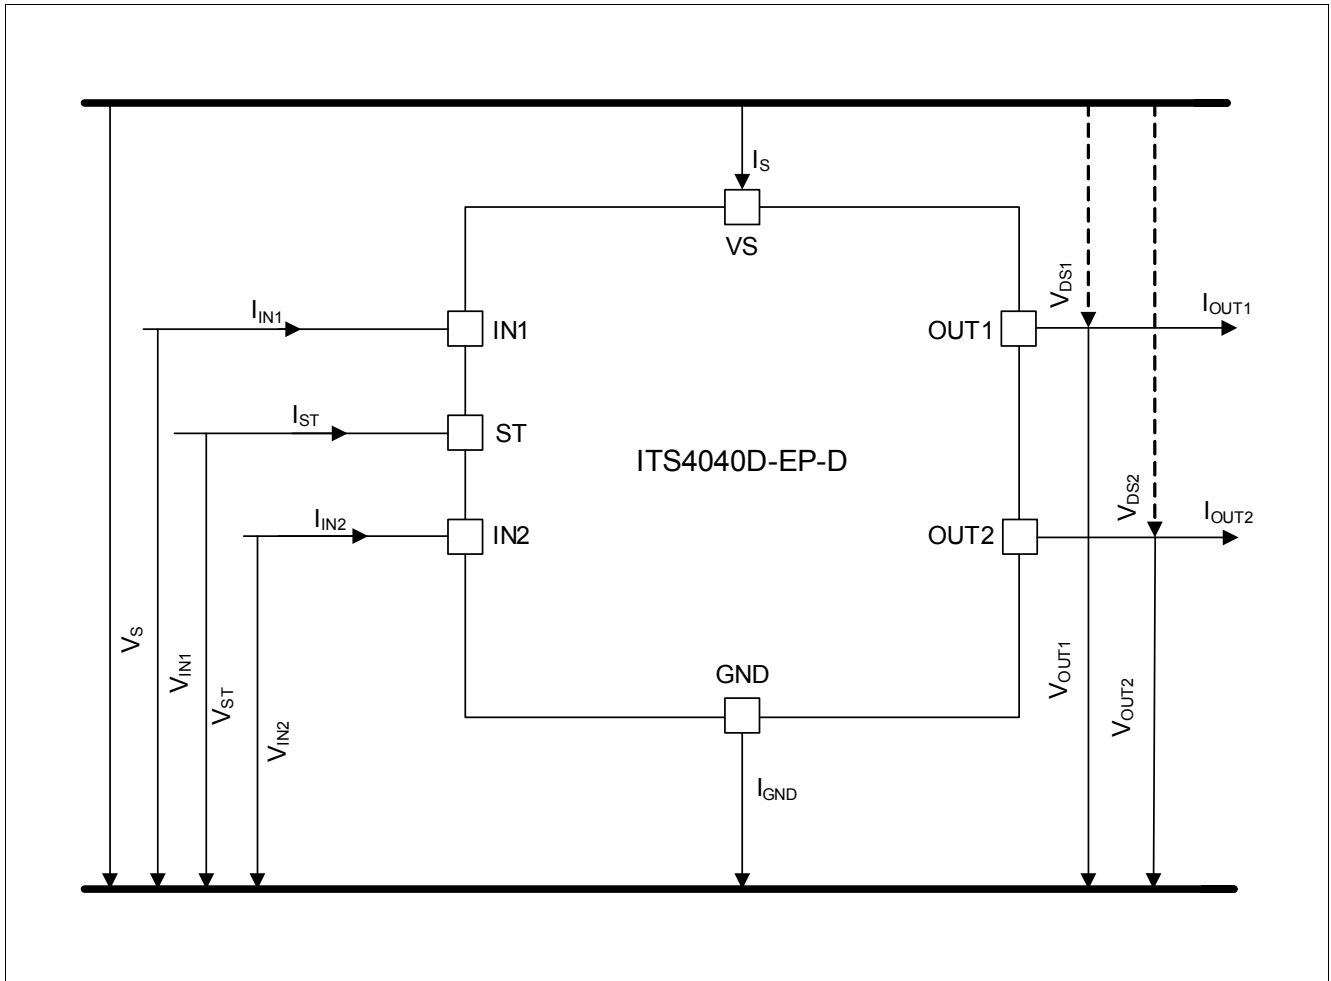 I_S
VS
I_IN1
IN1
OUT1
V_DS1
I_OUT1
I_ST
ST
ITS4040D-EP-D
I_IN2
IN2
OUT2
V_DS2
I_OUT2
V_S
V_IN1
V_ST
V_IN2
GND
V_OUT1
V_OUT2
I_GND